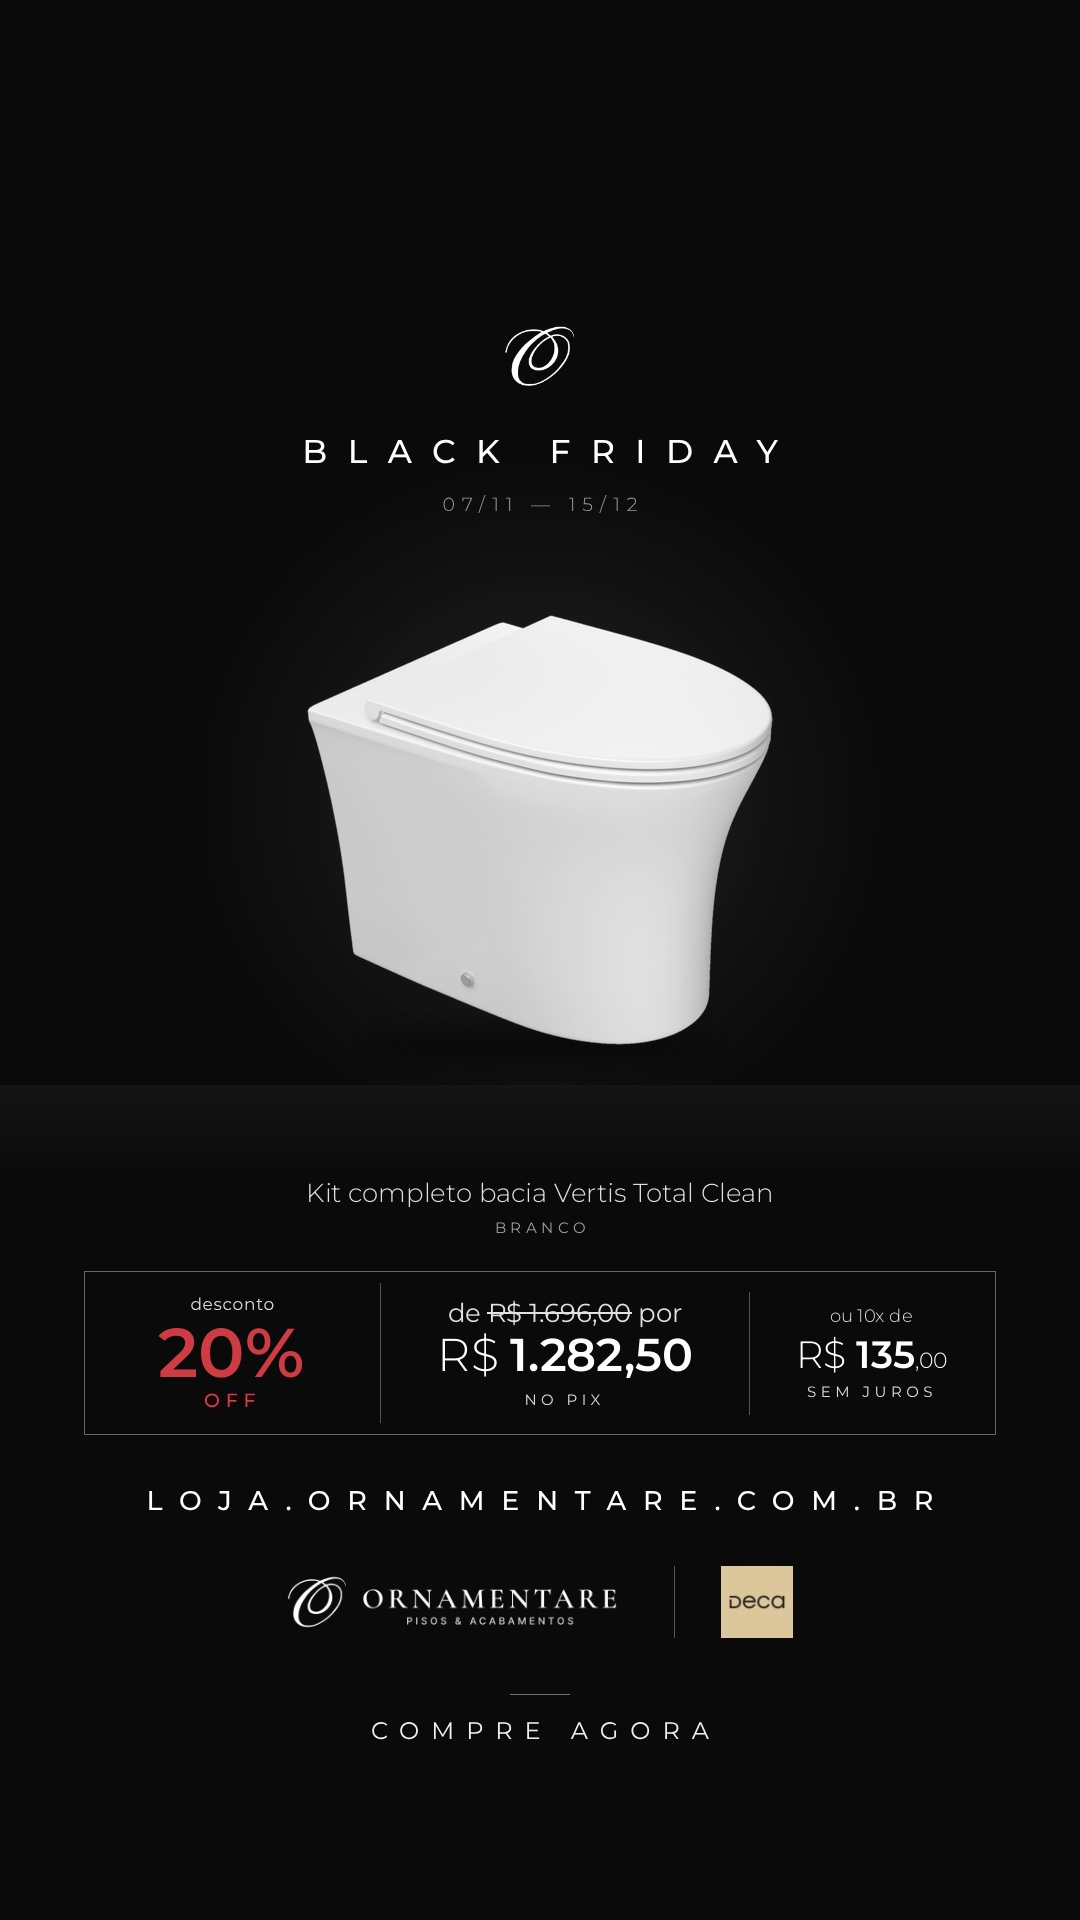 O
BLACK FRIDAY
07/11 — 15/12
Kit completo bacia Vertis Total Clean
BRANCO
desconto
20%
OFF
de R$ 1.696,00 por
R$ 1.282,50
NO PIX
ou 10x de
R$ 135,00
SEM JUROS
LOJA.ORNAMENTARE.COM.BR
O ORNAMENTARE
PISOS & ACABAMENTOS
Deca
COMPRE AGORA